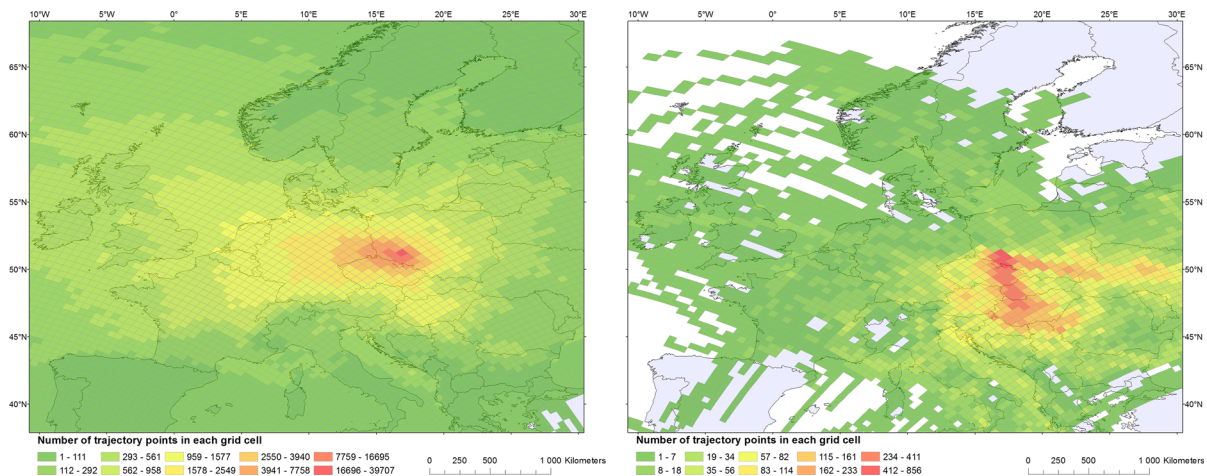 10°W 5°W 0° 5°E 10°E 15°E 20°E 25°E 30°E
65°N
60°N
55°N
50°N
45°N
40°N
Number of trajectory points in each grid cell
1 - 111 293 - 561 959 - 1577 2550 - 3940 7759 - 16695
112 - 292 562 - 958 1578 - 2549 3941 - 7758 16696 - 39707
0 250 500 1 000 Kilometers
10°W 5°W 0° 5°E 10°E 15°E 20°E 25°E 30°E
65°N
60°N
55°N
50°N
45°N
40°N
Number of trajectory points in each grid cell
1 - 7 19 - 34 57 - 82 115 - 161 234 - 411
8 - 18 35 - 56 83 - 114 162 - 233 412 - 856
0 250 500 1 000 Kilometers